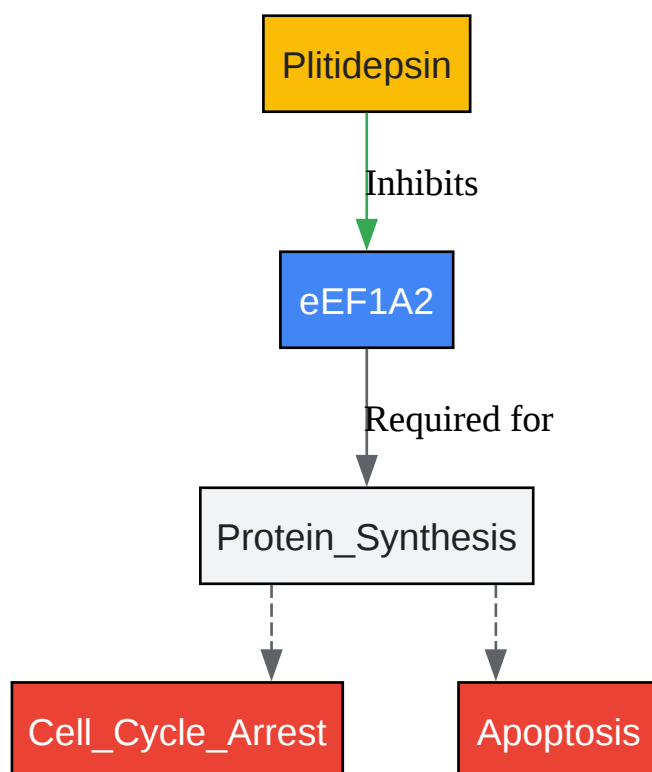 Plitidepsin
Inhibits
eEF1A2
Required for
Protein_Synthesis
Cell_Cycle_Arrest
Apoptosis